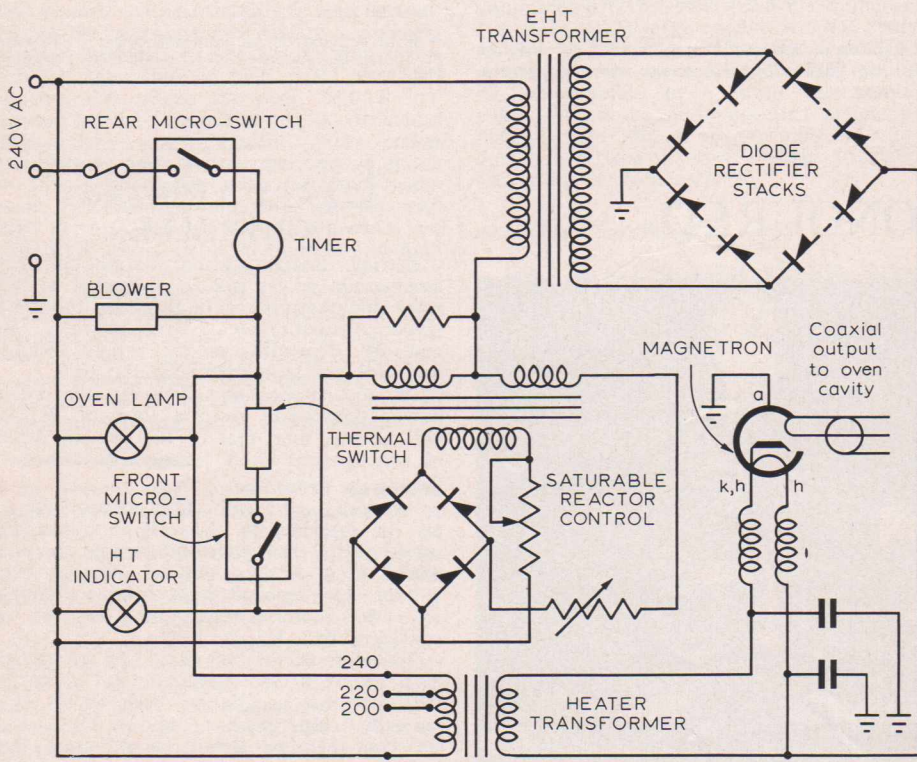 EHT
TRANSFORMER
240V AC
REAR MICRO-SWITCH
DIODE
RECTIFIER
STACKS
TIMER
BLOWER
MAGNETRON
Coaxial
output
to oven
cavity
a
OVEN LAMP
THERMAL
SWITCH
FRONT
MICRO-
SWITCH
SATURABLE
REACTOR
CONTROL
k,h
h
HT
INDICATOR
240
220
200
HEATER
TRANSFORMER